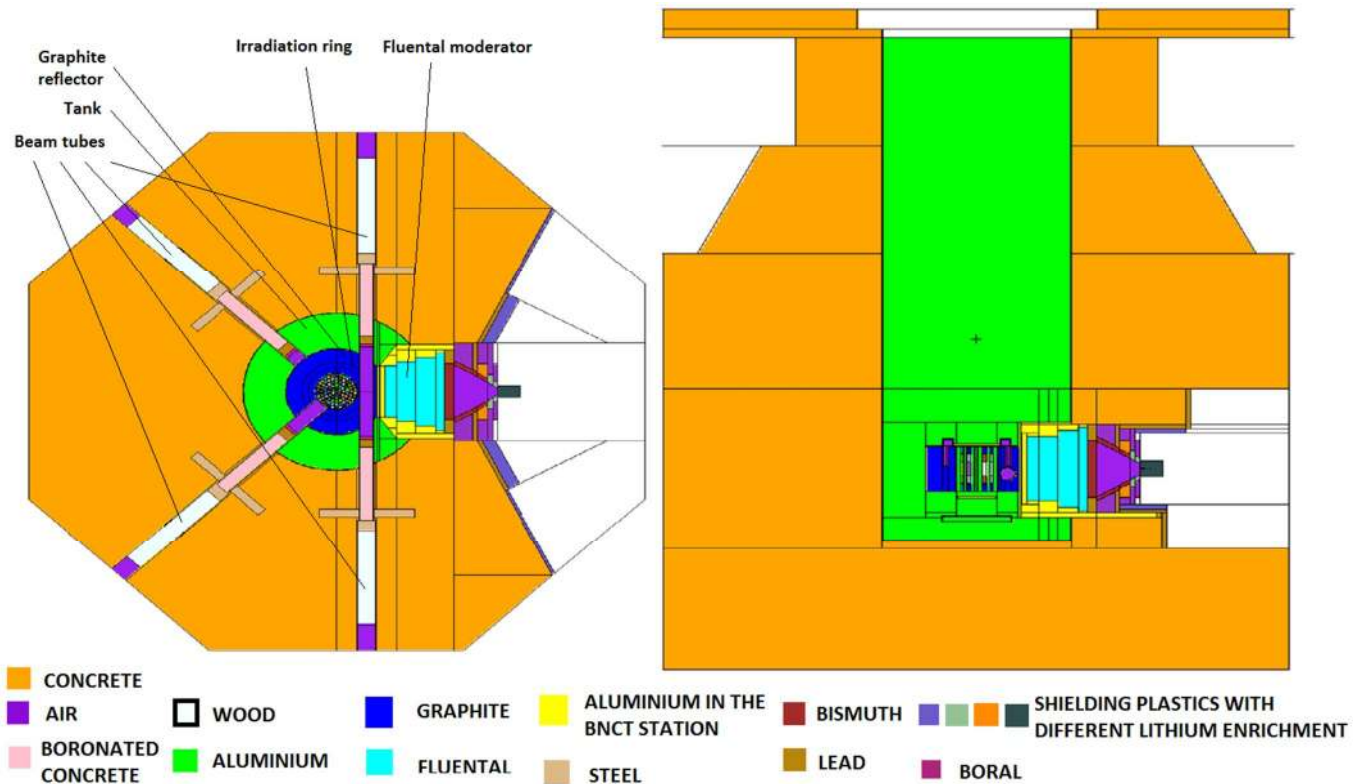 Irradiation ring
Fluental moderator
Graphite
reflector
Tank
Beam tubes
CONCRETE
AIR
WOOD
GRAPHITE
ALUMINIUM IN THE
BNCT STATION
BISMUTH
SHIELDING PLASTICS WITH
DIFFERENT LITHIUM ENRICHMENT
BORONATED
CONCRETE
ALUMINIUM
FLUENTAL
STEEL
LEAD
BORAL